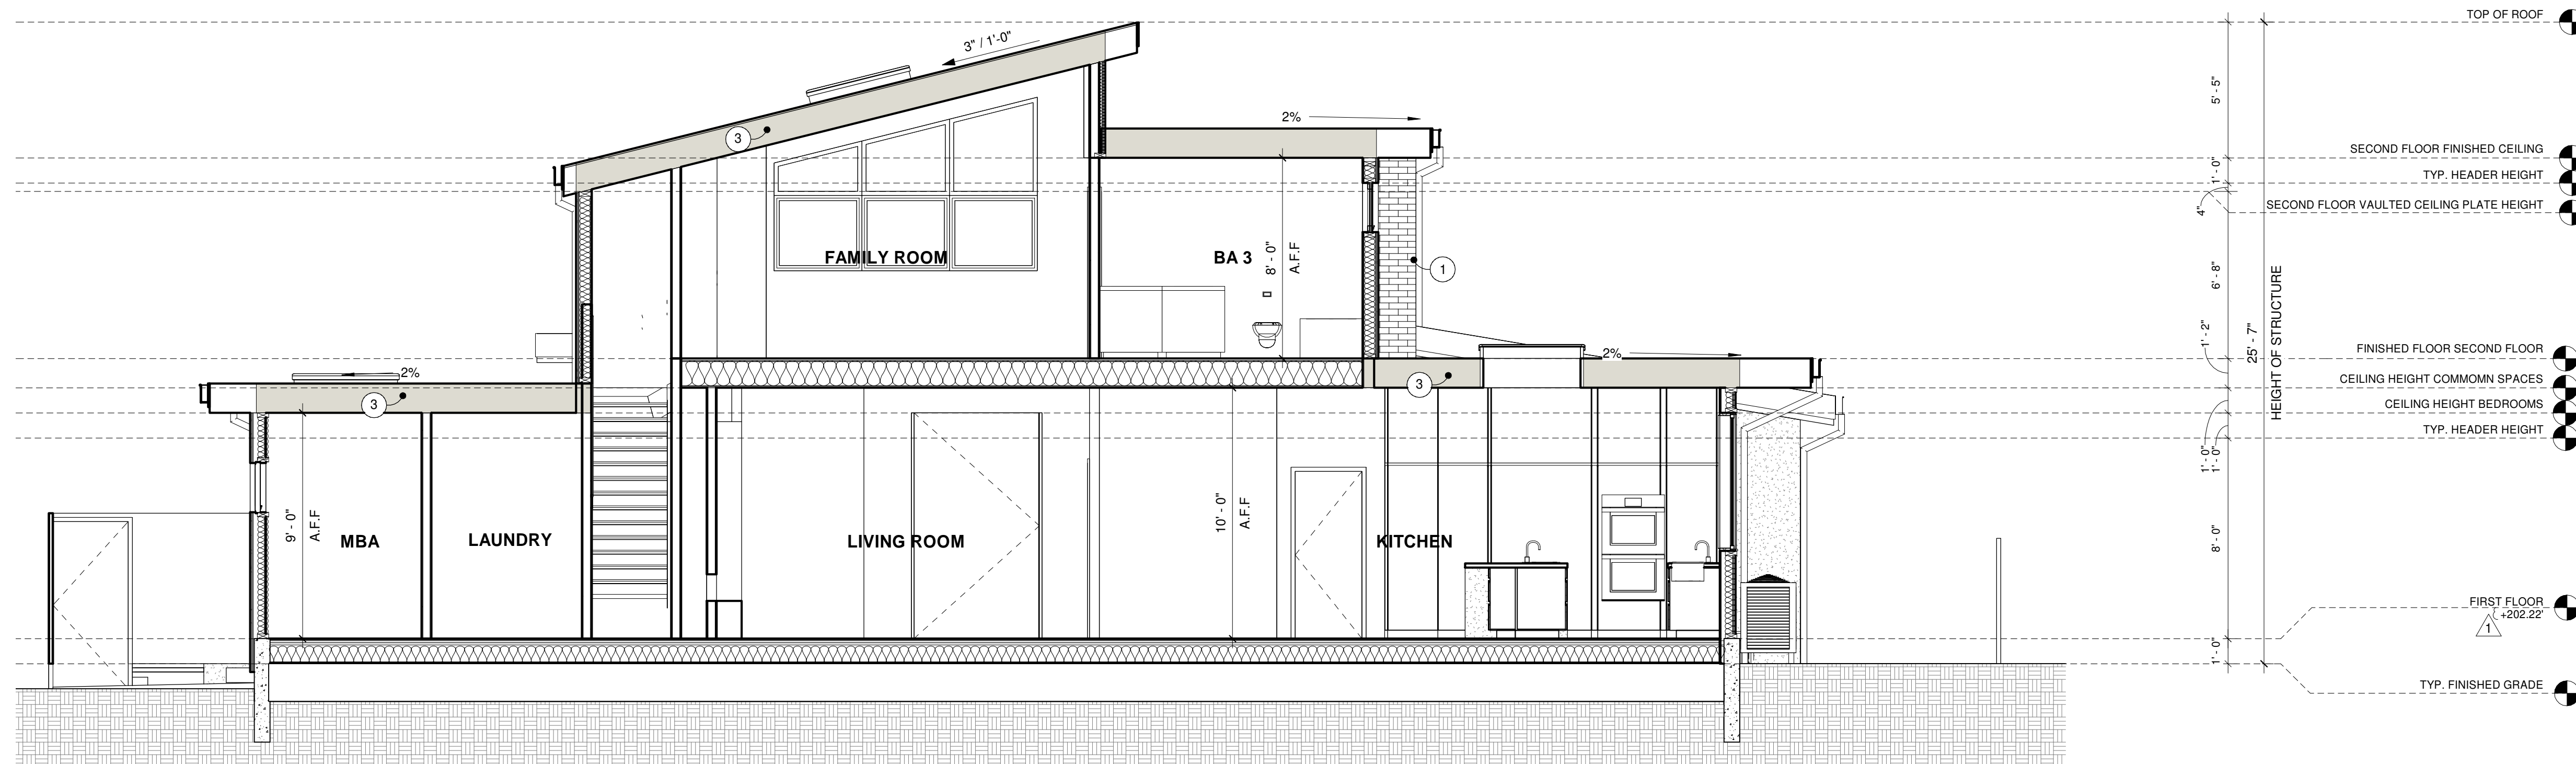 TOP OF ROOF
3" / 1'-0"
5' - 5"
2%
3
SECOND FLOOR FINISHED CEILING
1' - 0"
TYP. HEADER HEIGHT
4"
SECOND FLOOR VAULTED CEILING PLATE HEIGHT
FAMILY ROOM
BA 3
8' - 0"
A.F.F
1
6' - 8"
25' - 7"
HEIGHT OF STRUCTURE
1' - 2"
FINISHED FLOOR SECOND FLOOR
2%
2%
3
3
CEILING HEIGHT COMMOMN SPACES
CEILING HEIGHT BEDROOMS
TYP. HEADER HEIGHT
1' - 0"
1' - 0"
9' - 0"
A.F.F
MBA
LAUNDRY
LIVING ROOM
10' - 0"
A.F.F
KITCHEN
8' - 0"
FIRST FLOOR
+202.22'
1
1' - 0"
TYP. FINISHED GRADE